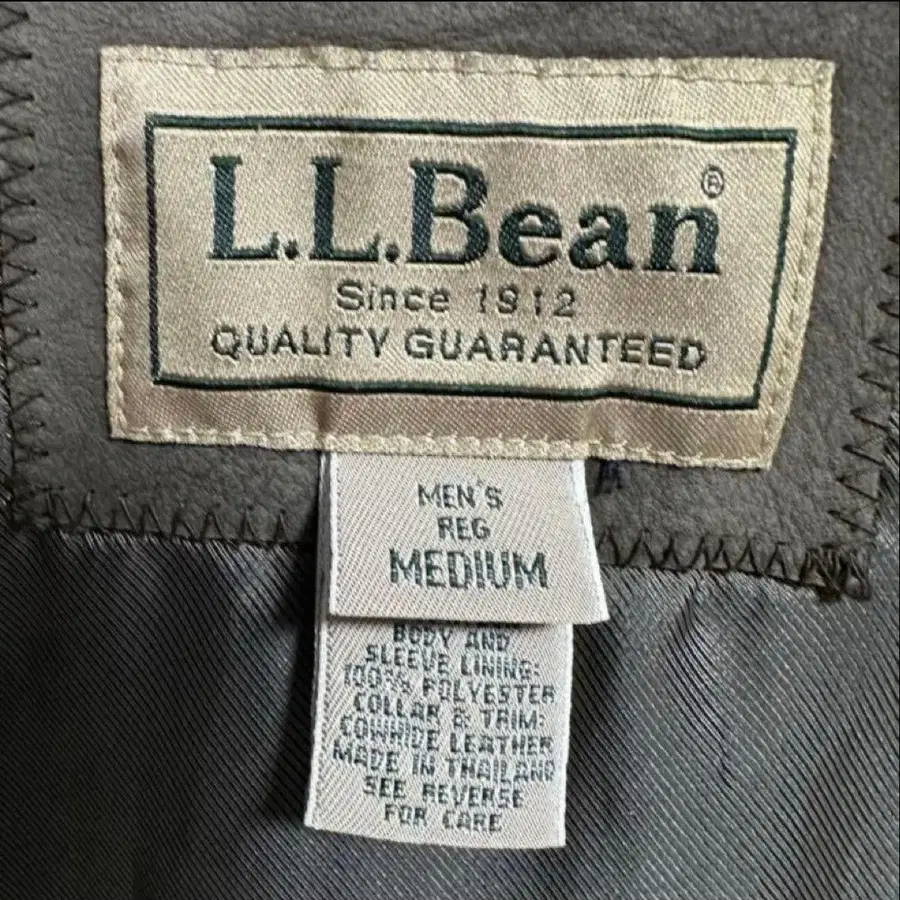 L.L.Bean®
Since 1912
QUALITY GUARANTEED
MEN'S
REG
MEDIUM
BODY AND
SLEEVE LINING:
100% POLYESTER
COLLAR & TRIM:
COWHIDE LEATHER
MADE IN THAILAND
SEE REVERSE
FOR CARE